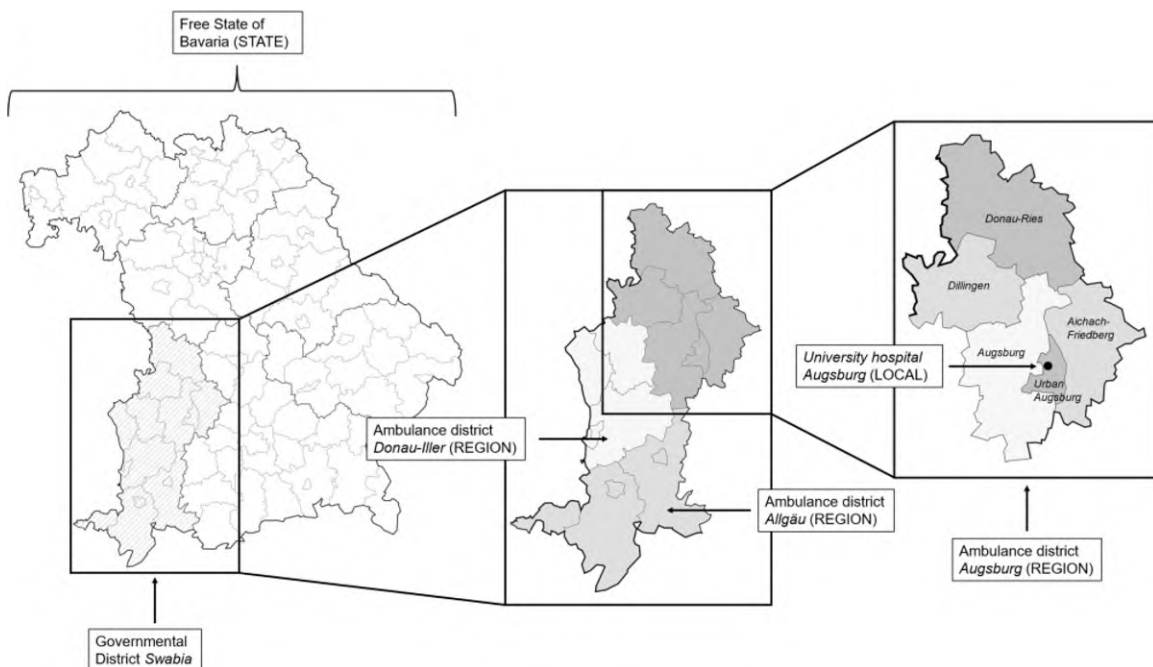 Free State of
Bavaria (STATE)
Governmental
District Swabia
Ambulance district
Donau-Iller (REGION)
Ambulance district
Allgäu (REGION)
Donau-Ries
Dillingen
Aichach-
Friedberg
Augsburg
Urban
Augsburg
University hospital
Augsburg (LOCAL)
Ambulance district
Augsburg (REGION)